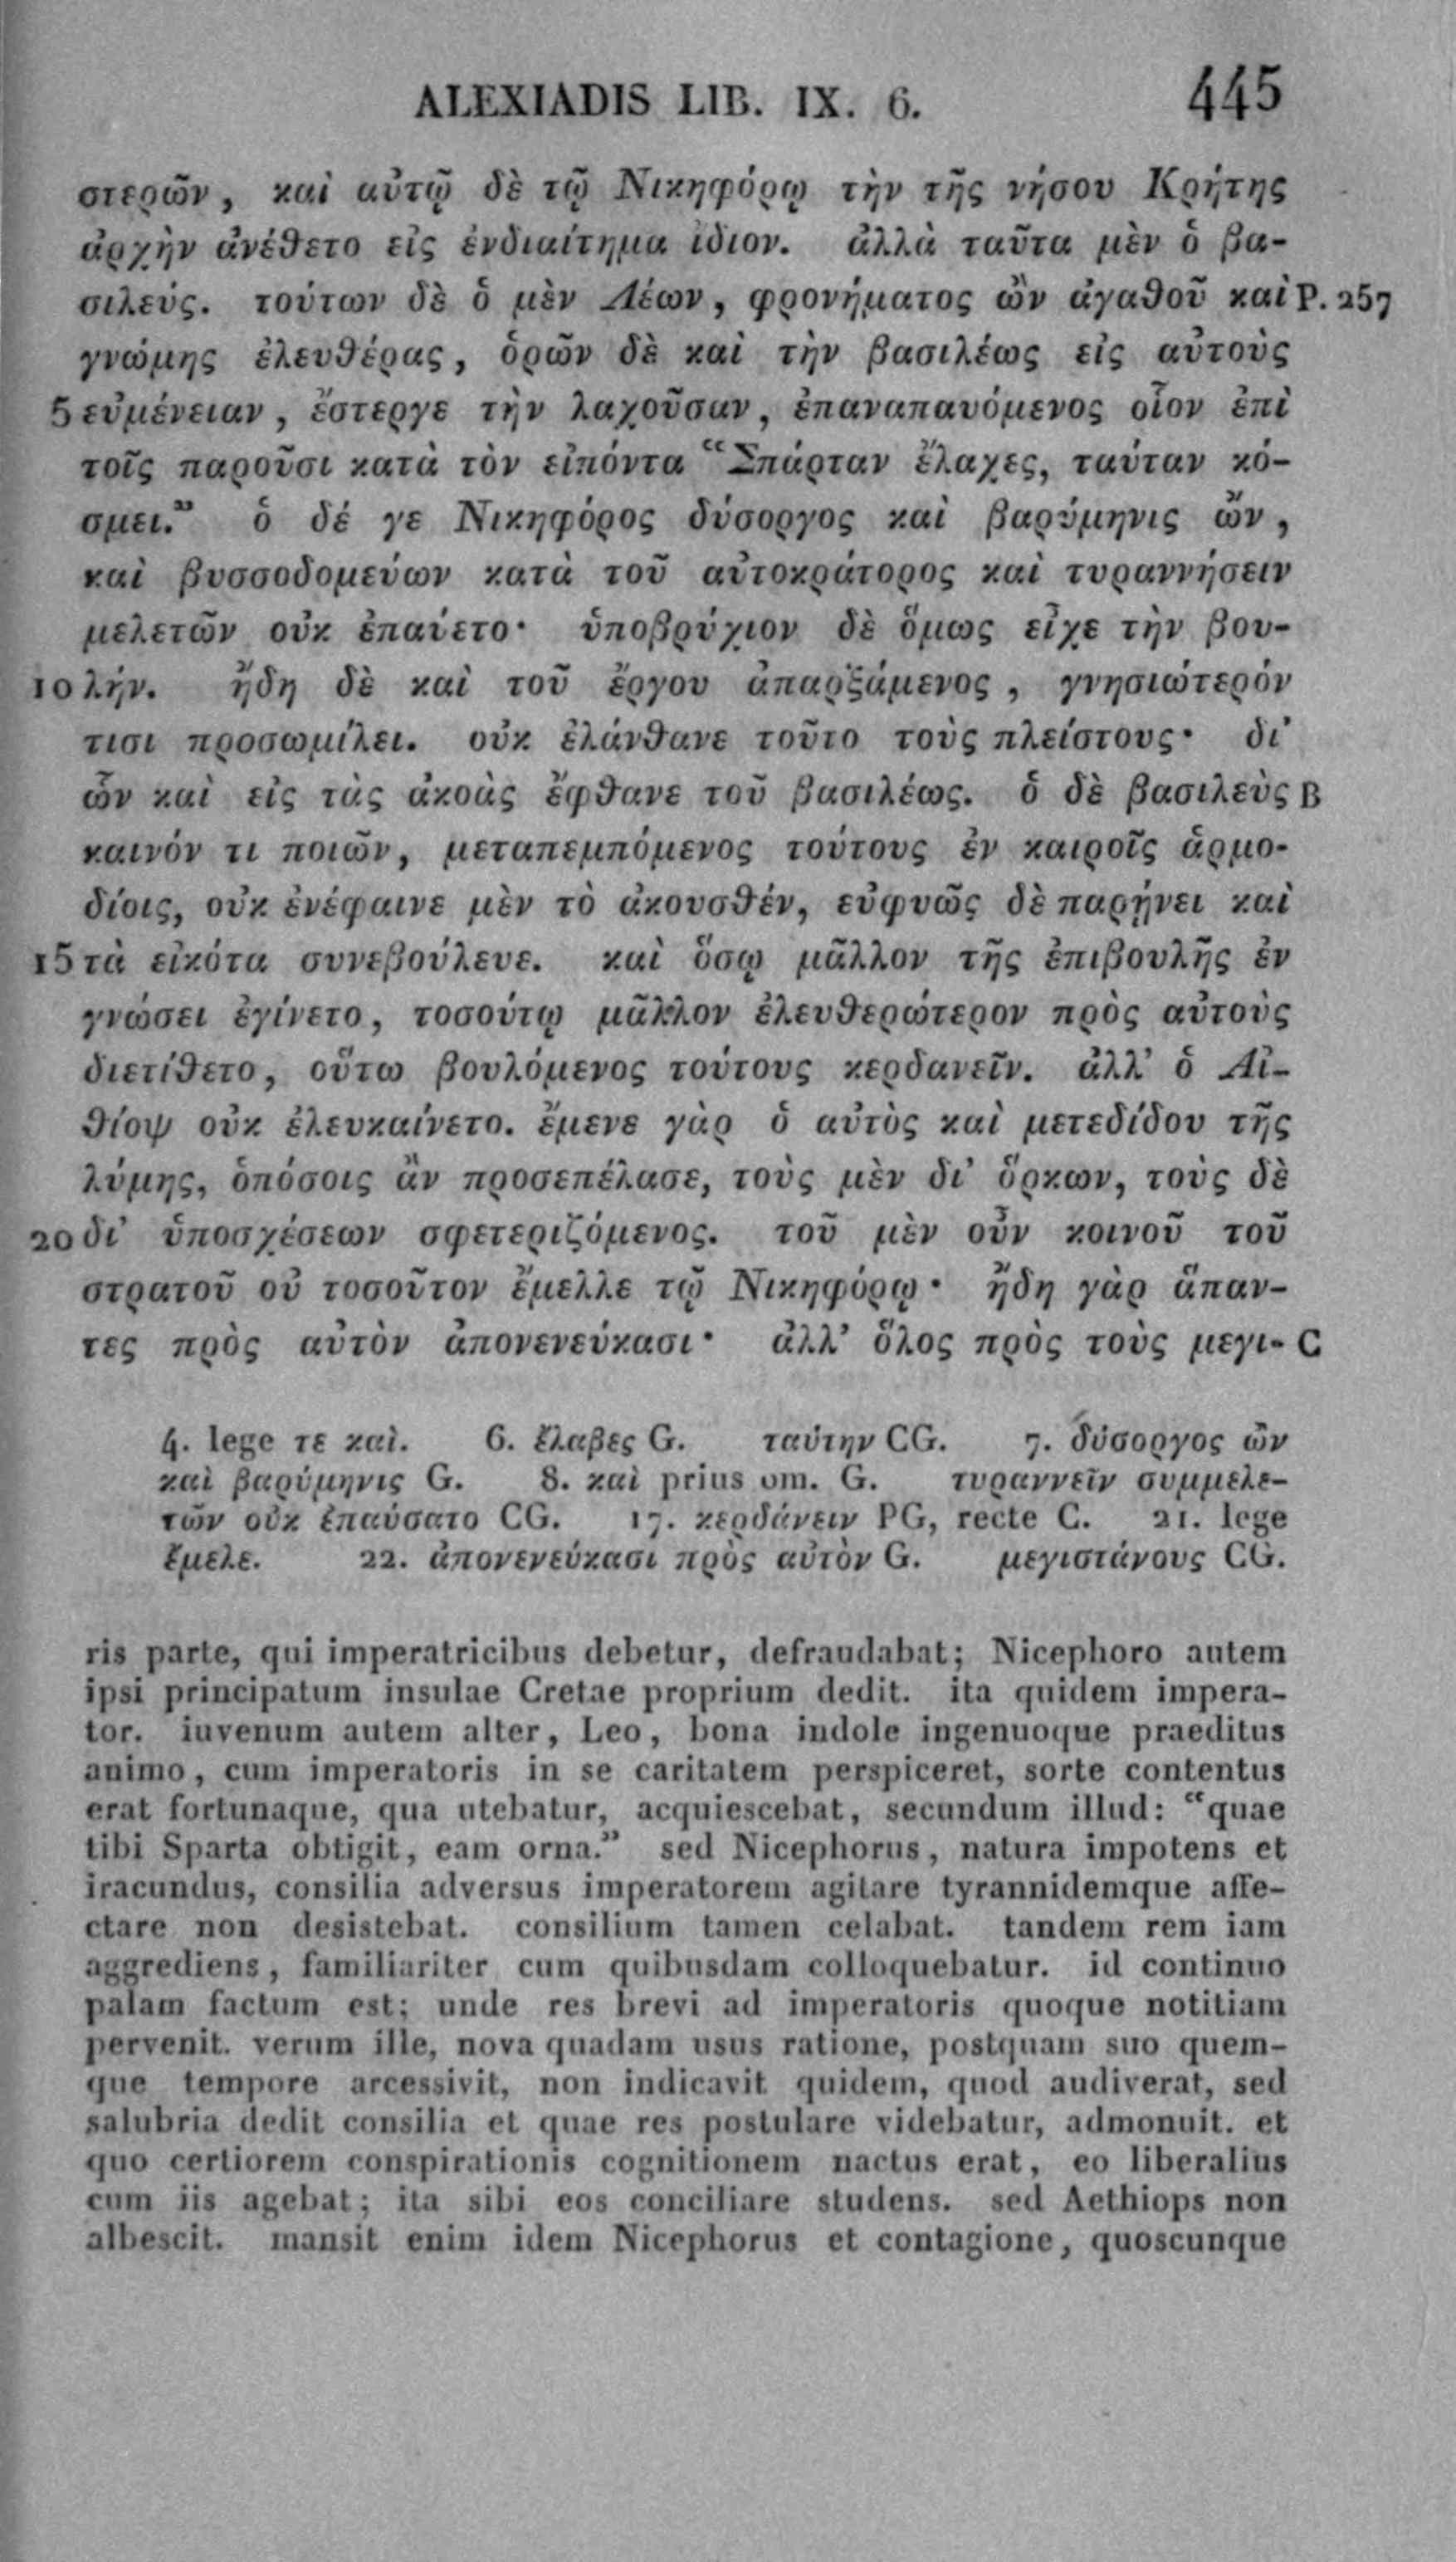 ALEXIADIS LIB. IX. 6. 445
στερῶν, καὶ αὐτῷ δὲ τῷ Νικηφόρῳ τὴν τῆς νήσου Κρήτης
ἀρχὴν ἀνέθετο εἰς ἐνδιαίτημα ἴδιον. ἀλλὰ ταῦτα μὲν ὁ βα-
σιλεύς. τούτων δὲ ὁ μὲν Λέων, φρονήματος ὢν ἀγαθοῦ καὶ P. 257
γνώμης ἐλευθέρας, ὁρῶν δὲ καὶ τὴν βασιλέως εἰς αὐτοὺς
5 εὐμένειαν, ἔστεργε τὴν λαχοῦσαν, ἐπαναπαυόμενος οἷον ἐπὶ
τοῖς παροῦσι κατὰ τὸν εἰπόντα “Σπάρταν ἔλαχες, ταύταν κό-
σμει.” ὁ δέ γε Νικηφόρος δύσοργος καὶ βαρύμηνις ὤν,
καὶ βυσσοδομεύων κατὰ τοῦ αὐτοκράτορος καὶ τυραννήσειν
μελετῶν οὐκ ἐπαύετο· ὑποβρύχιον δὲ ὅμως εἶχε τὴν βου-
10 λήν. ἤδη δὲ καὶ τοῦ ἔργου ἀπαρξάμενος, γνησιώτερόν
τισι προσωμίλει. οὐκ ἐλάνθανε τοῦτο τοὺς πλείστους· δι’
ὧν καὶ εἰς τὰς ἀκοὰς ἔφθανε τοῦ βασιλέως. ὁ δὲ βασιλεὺς B
καινόν τι ποιῶν, μεταπεμπόμενος τούτους ἐν καιροῖς ἁρμο-
δίοις, οὐκ ἐνέφαινε μὲν τὸ ἀκουσθέν, εὐφυῶς δὲ παρῄνει καὶ
15 τὰ εἰκότα συνεβούλευε. καὶ ὅσῳ μᾶλλον τῆς ἐπιβουλῆς ἐν
γνώσει ἐγίνετο, τοσούτῳ μᾶλλον ἐλευθερώτερον πρὸς αὐτοὺς
διετίθετο, οὕτω βουλόμενος τούτους κερδανεῖν. ἀλλ’ ὁ Αἰ-
θίοψ οὐκ ἐλευκαίνετο. ἔμενε γὰρ ὁ αὐτὸς καὶ μετεδίδου τῆς
λύμης, ὁπόσοις ἂν προσεπέλασε, τοὺς μὲν δι’ ὅρκων, τοὺς δὲ
20 δι’ ὑποσχέσεων σφετεριζόμενος. τοῦ μὲν οὖν κοινοῦ τοῦ
στρατοῦ οὐ τοσοῦτον ἔμελλε τῷ Νικηφόρῳ· ἤδη γὰρ ἅπαν-
τες πρὸς αὐτὸν ἀπονενεύκασι· ἀλλ’ ὅλος πρὸς τοὺς μεγι- C
4. lege τε καὶ. 6. ἔλαβες G. ταύτην CG. 7. δύσοργος ὢν
καὶ βαρύμηνις G. 8. καὶ prius om. G. τυραννεῖν συμμελε-
τῶν οὐκ ἐπαύσατο CG. 17. κερδάνειν PG, recte C. 21. lege
ἔμελε. 22. ἀπονενεύκασι πρὸς αὐτὸν G. μεγιστάνους CG.
ris parte, qui imperatricibus debetur, defraudabat; Nicephoro autem
ipsi principatum insulae Cretae proprium dedit. ita quidem impera-
tor. iuvenum autem alter, Leo, bona indole ingenuoque praeditus
animo, cum imperatoris in se caritatem perspiceret, sorte contentus
erat fortunaque, qua utebatur, acquiescebat, secundum illud: “quae
tibi Sparta obtigit, eam orna.” sed Nicephorus, natura impotens et
iracundus, consilia adversus imperatorem agitare tyrannidemque affe-
ctare non desistebat. consilium tamen celabat. tandem rem iam
aggrediens, familiariter cum quibusdam colloquebatur. id continuo
palam factum est; unde res brevi ad imperatoris quoque notitiam
pervenit. verum ille, nova quadam usus ratione, postquam suo quem-
que tempore arcessivit, non indicavit quidem, quod audiverat, sed
salubria dedit consilia et quae res postulare videbatur, admonuit. et
quo certiorem conspirationis cognitionem nactus erat, eo liberalius
cum iis agebat; ita sibi eos conciliare studens. sed Aethiops non
albescit. mansit enim idem Nicephorus et contagione, quoscunque